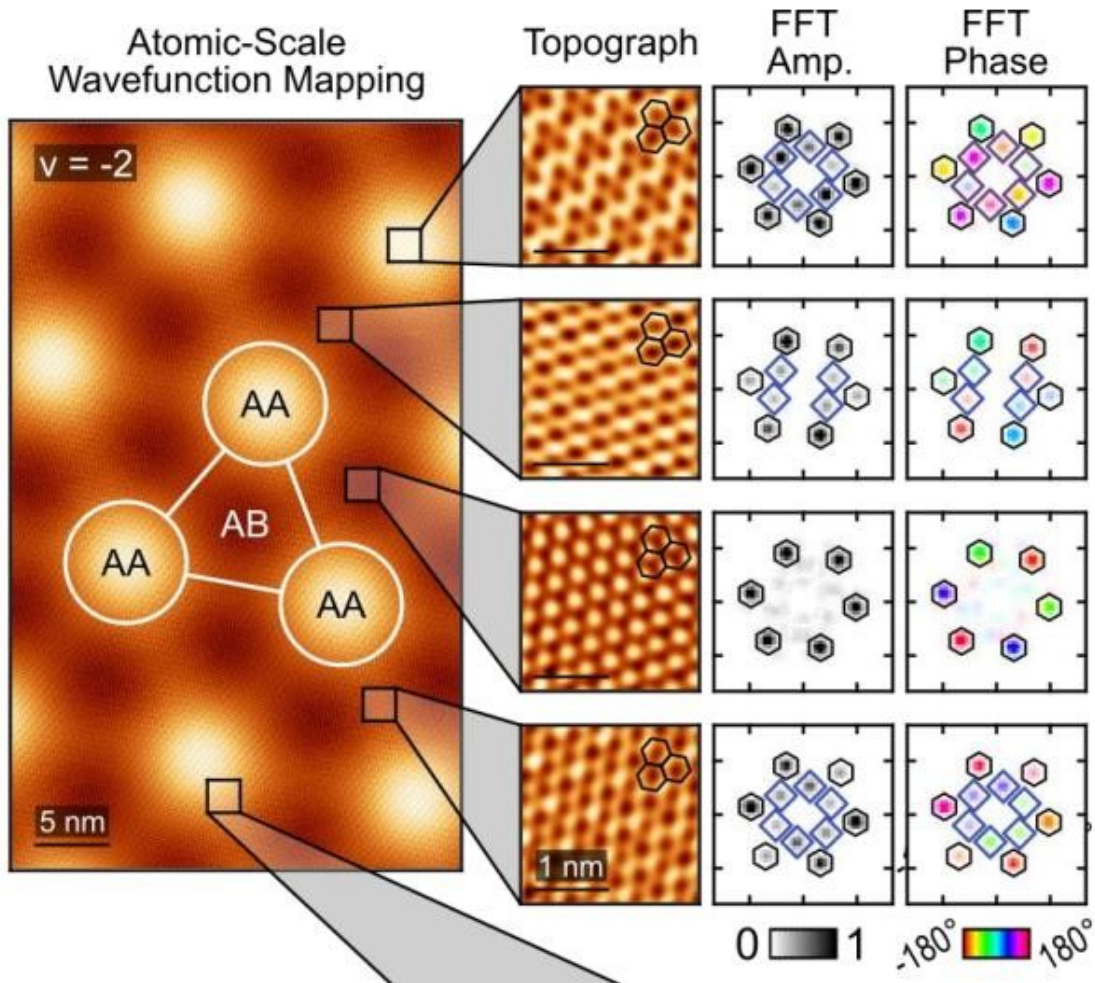 Atomic-Scale
Wavefunction Mapping
Topograph
FFT
Amp.
FFT
Phase
v = -2
AA
AB
AA
AA
5 nm
1 nm
0 1
-180° 180°